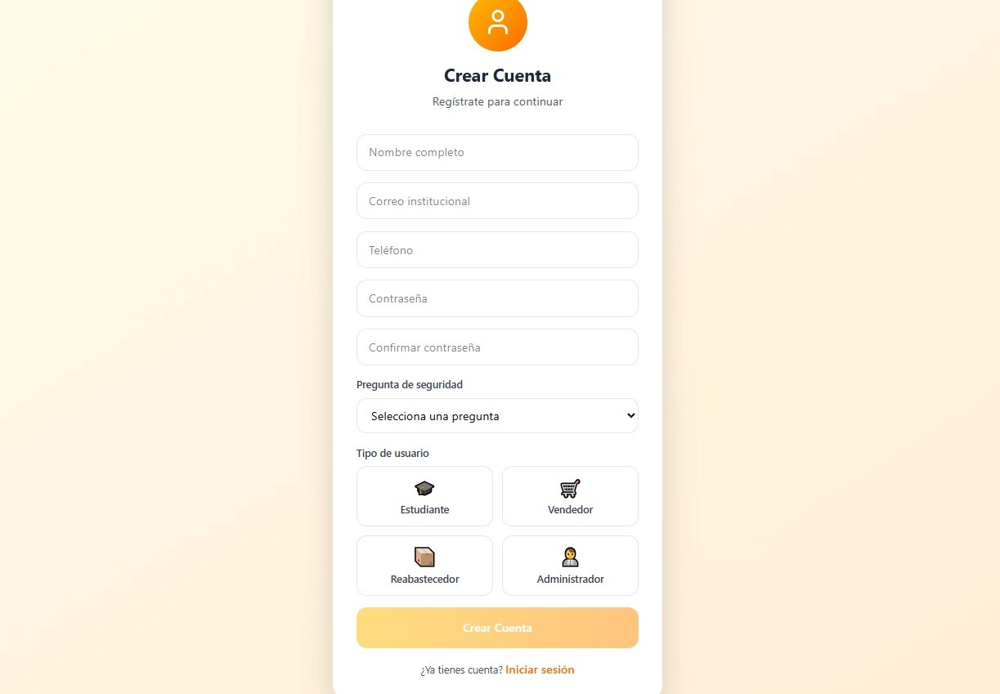 Crear Cuenta
Regístrate para continuar
Nombre completo
Correo institucional
Teléfono
Contraseña
Confirmar contraseña
Pregunta de seguridad
Selecciona una pregunta
Tipo de usuario
Estudiante
Vendedor
Reabastecedor
Administrador
Crear Cuenta
¿Ya tienes cuenta? Iniciar sesión